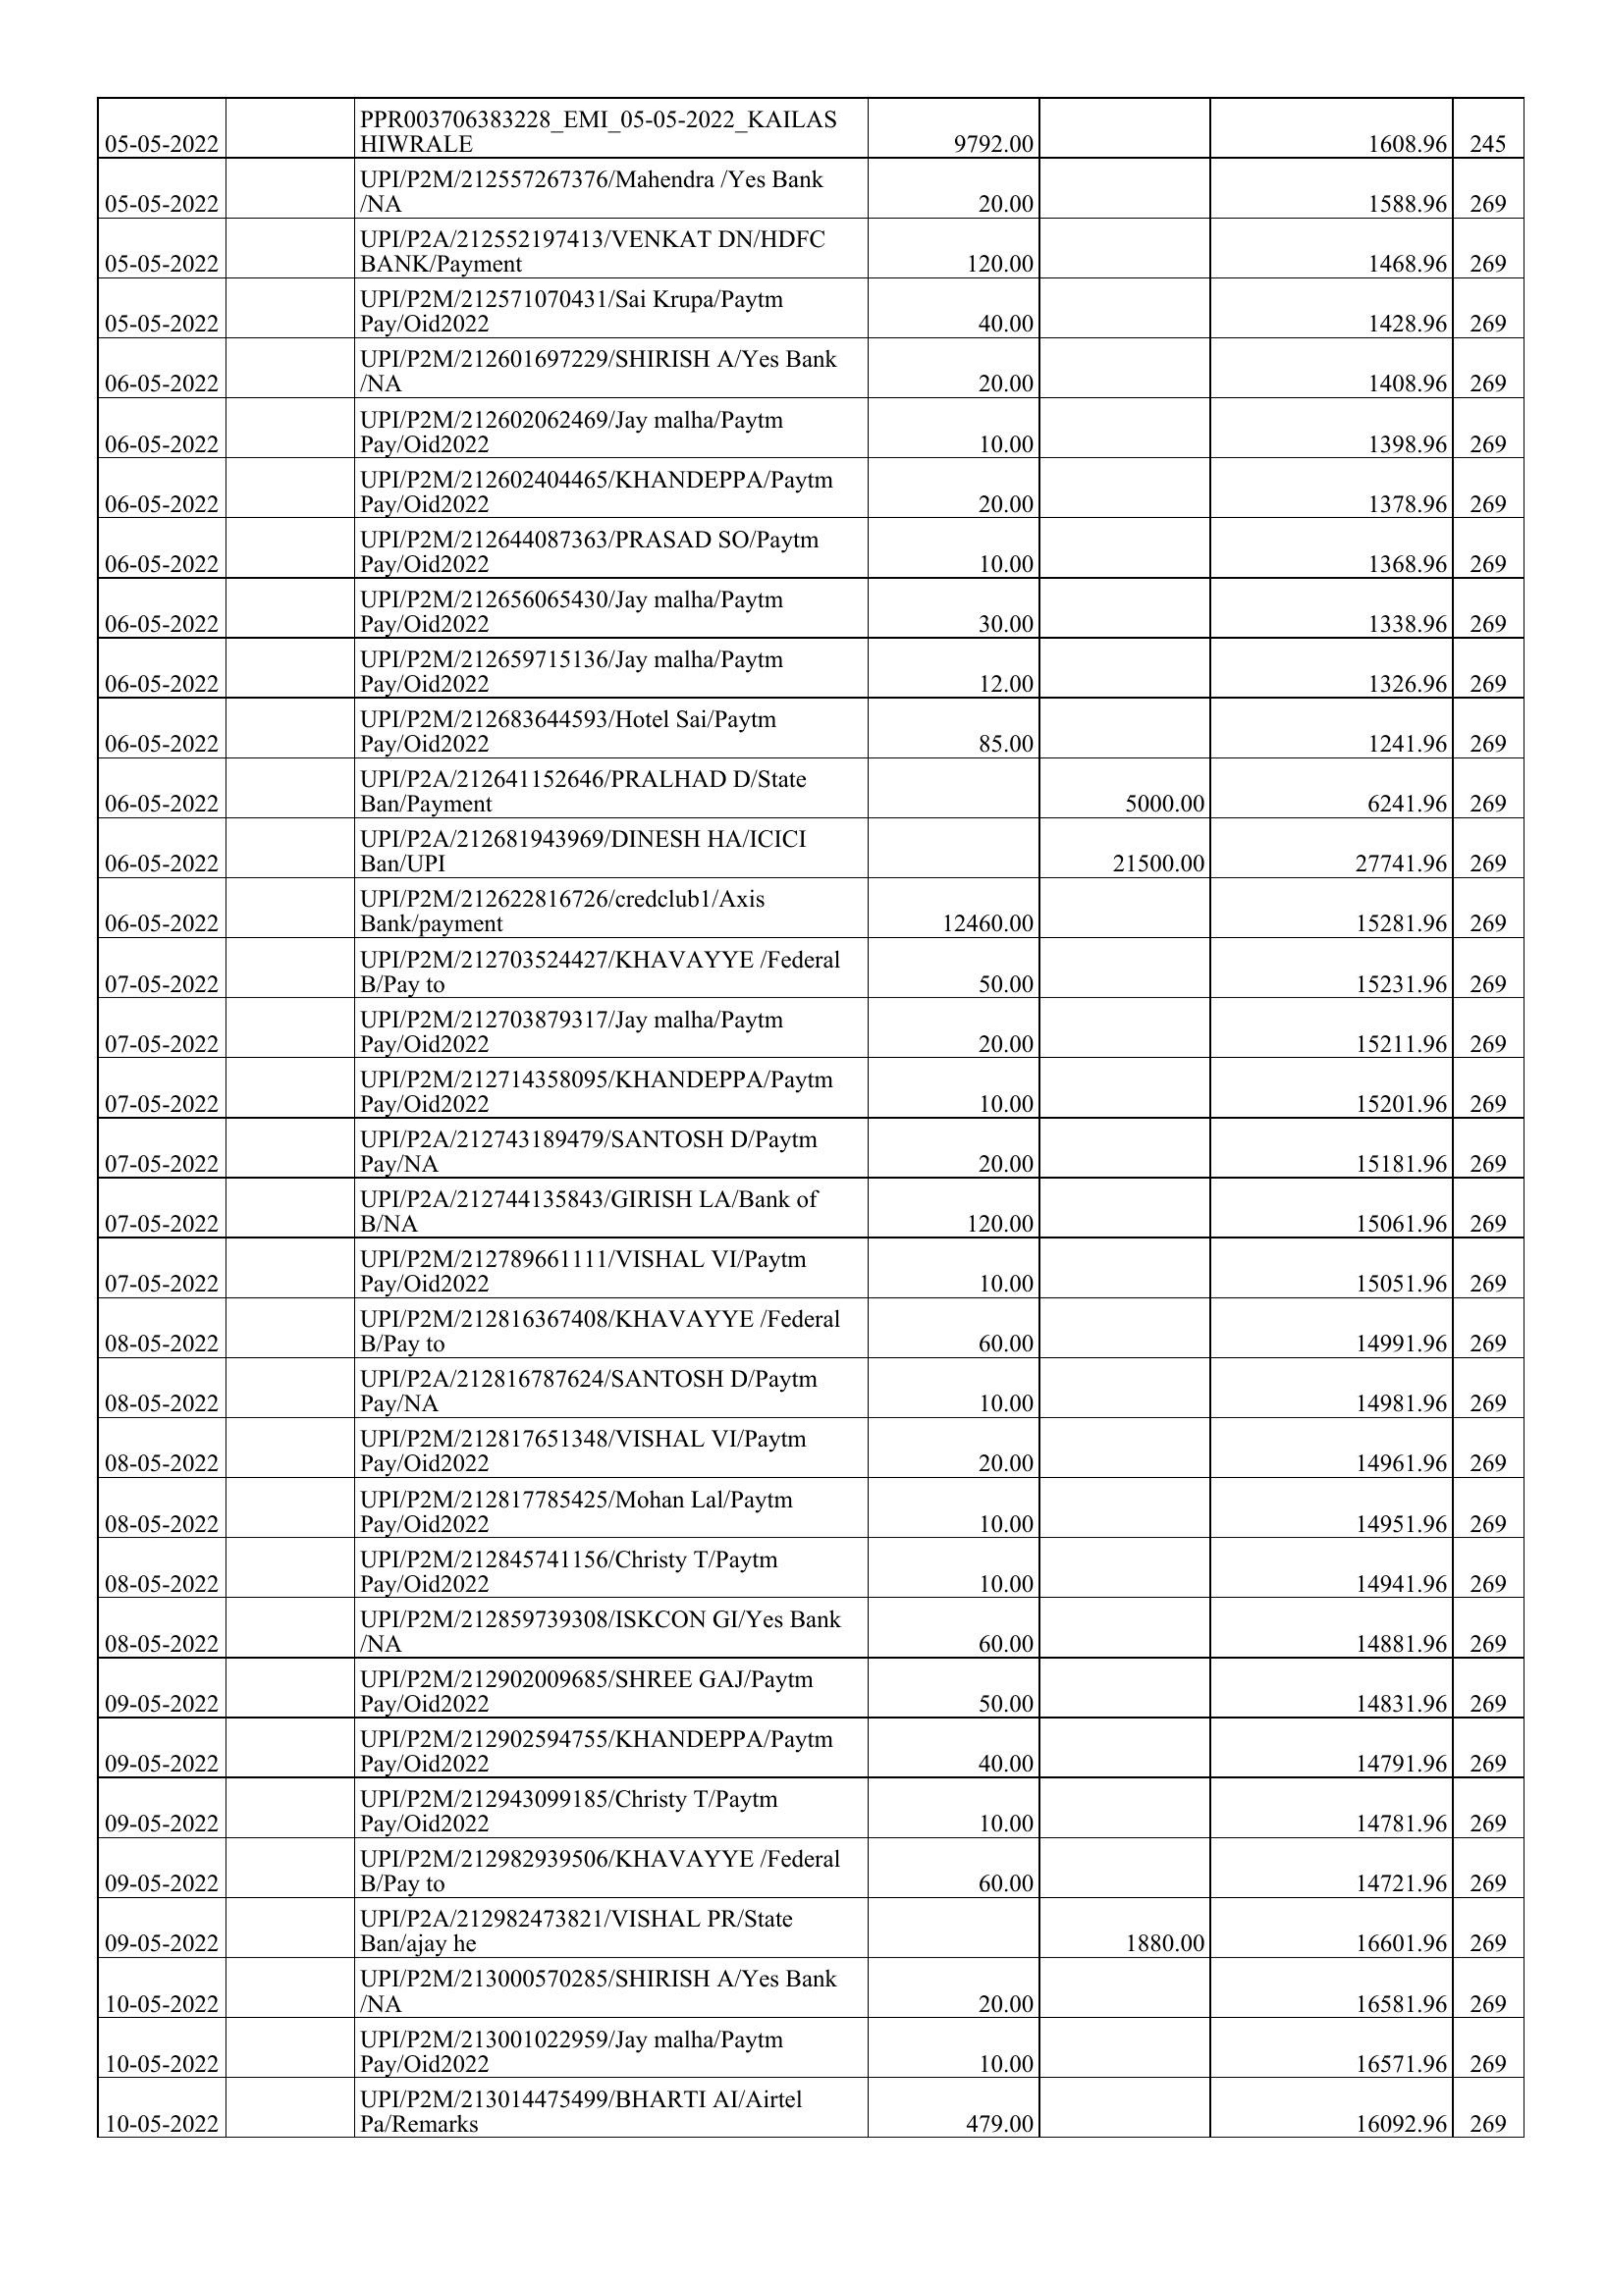 PPR003706383228_EMI_05-05-2022_KAILAS
05-05-2022 HIWRALE 9792.00 1608.96 245
UPI/P2M/212557267376/Mahendra /Yes Bank
05-05-2022 /NA 20.00 1588.96 269
UPI/P2A/212552197413/VENKAT DN/HDFC
05-05-2022 BANK/Payment 120.00 1468.96 269
UPI/P2M/212571070431/Sai Krupa/Paytm
05-05-2022 Pay/Oid2022 40.00 1428.96 269
UPI/P2M/212601697229/SHIRISH A/Yes Bank
06-05-2022 /NA 20.00 1408.96 269
UPI/P2M/212602062469/Jay malha/Paytm
06-05-2022 Pay/Oid2022 10.00 1398.96 269
UPI/P2M/212602404465/KHANDEPPA/Paytm
06-05-2022 Pay/Oid2022 20.00 1378.96 269
UPI/P2M/212644087363/PRASAD SO/Paytm
06-05-2022 Pay/Oid2022 10.00 1368.96 269
UPI/P2M/212656065430/Jay malha/Paytm
06-05-2022 Pay/Oid2022 30.00 1338.96 269
UPI/P2M/212659715136/Jay malha/Paytm
06-05-2022 Pay/Oid2022 12.00 1326.96 269
UPI/P2M/212683644593/Hotel Sai/Paytm
06-05-2022 Pay/Oid2022 85.00 1241.96 269
UPI/P2A/212641152646/PRALHAD D/State
06-05-2022 Ban/Payment 5000.00 6241.96 269
UPI/P2A/212681943969/DINESH HA/ICICI
06-05-2022 Ban/UPI 21500.00 27741.96 269
UPI/P2M/212622816726/credclub1/Axis
06-05-2022 Bank/payment 12460.00 15281.96 269
UPI/P2M/212703524427/KHAVAYYE /Federal
07-05-2022 B/Pay to 50.00 15231.96 269
UPI/P2M/212703879317/Jay malha/Paytm
07-05-2022 Pay/Oid2022 20.00 15211.96 269
UPI/P2M/212714358095/KHANDEPPA/Paytm
07-05-2022 Pay/Oid2022 10.00 15201.96 269
UPI/P2A/212743189479/SANTOSH D/Paytm
07-05-2022 Pay/NA 20.00 15181.96 269
UPI/P2A/212744135843/GIRISH LA/Bank of
07-05-2022 B/NA 120.00 15061.96 269
UPI/P2M/212789661111/VISHAL VI/Paytm
07-05-2022 Pay/Oid2022 10.00 15051.96 269
UPI/P2M/212816367408/KHAVAYYE /Federal
08-05-2022 B/Pay to 60.00 14991.96 269
UPI/P2A/212816787624/SANTOSH D/Paytm
08-05-2022 Pay/NA 10.00 14981.96 269
UPI/P2M/212817651348/VISHAL VI/Paytm
08-05-2022 Pay/Oid2022 20.00 14961.96 269
UPI/P2M/212817785425/Mohan Lal/Paytm
08-05-2022 Pay/Oid2022 10.00 14951.96 269
UPI/P2M/212845741156/Christy T/Paytm
08-05-2022 Pay/Oid2022 10.00 14941.96 269
UPI/P2M/212859739308/ISKCON GI/Yes Bank
08-05-2022 /NA 60.00 14881.96 269
UPI/P2M/212902009685/SHREE GAJ/Paytm
09-05-2022 Pay/Oid2022 50.00 14831.96 269
UPI/P2M/212902594755/KHANDEPPA/Paytm
09-05-2022 Pay/Oid2022 40.00 14791.96 269
UPI/P2M/212943099185/Christy T/Paytm
09-05-2022 Pay/Oid2022 10.00 14781.96 269
UPI/P2M/212982939506/KHAVAYYE /Federal
09-05-2022 B/Pay to 60.00 14721.96 269
UPI/P2A/212982473821/VISHAL PR/State
09-05-2022 Ban/ajay he 1880.00 16601.96 269
UPI/P2M/213000570285/SHIRISH A/Yes Bank
10-05-2022 /NA 20.00 16581.96 269
UPI/P2M/213001022959/Jay malha/Paytm
10-05-2022 Pay/Oid2022 10.00 16571.96 269
UPI/P2M/213014475499/BHARTI AI/Airtel
10-05-2022 Pa/Remarks 479.00 16092.96 269